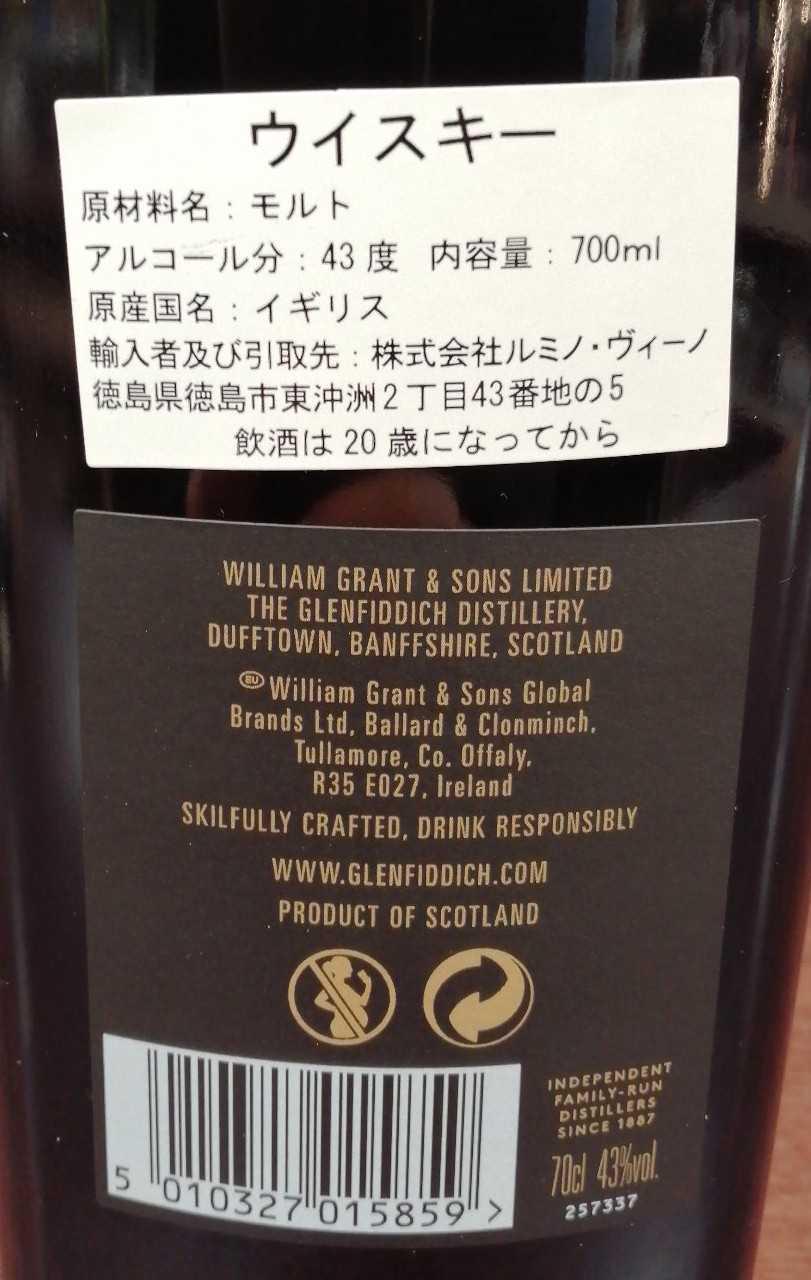 ウイスキー
原材料名：モルト
アルコール分：43度 内容量：700ml
原産国名：イギリス
輸入者及び引取先：株式会社ルミノ・ヴィーノ
徳島県徳島市東沖洲2丁目43番地の5
飲酒は20歳になってから
WILLIAM GRANT & SONS LIMITED
THE GLENFIDDICH DISTILLERY,
DUFFTOWN, BANFFSHIRE, SCOTLAND
EU William Grant & Sons Global
Brands Ltd, Ballard & Clonminch,
Tullamore, Co. Offaly,
R35 E027, Ireland
SKILFULLY CRAFTED, DRINK RESPONSIBLY
WWW.GLENFIDDICH.COM
PRODUCT OF SCOTLAND
INDEPENDENT
FAMILY-RUN
DISTILLERS
SINCE 1887
70cl 43%vol.
257337
5 010327 015859 >